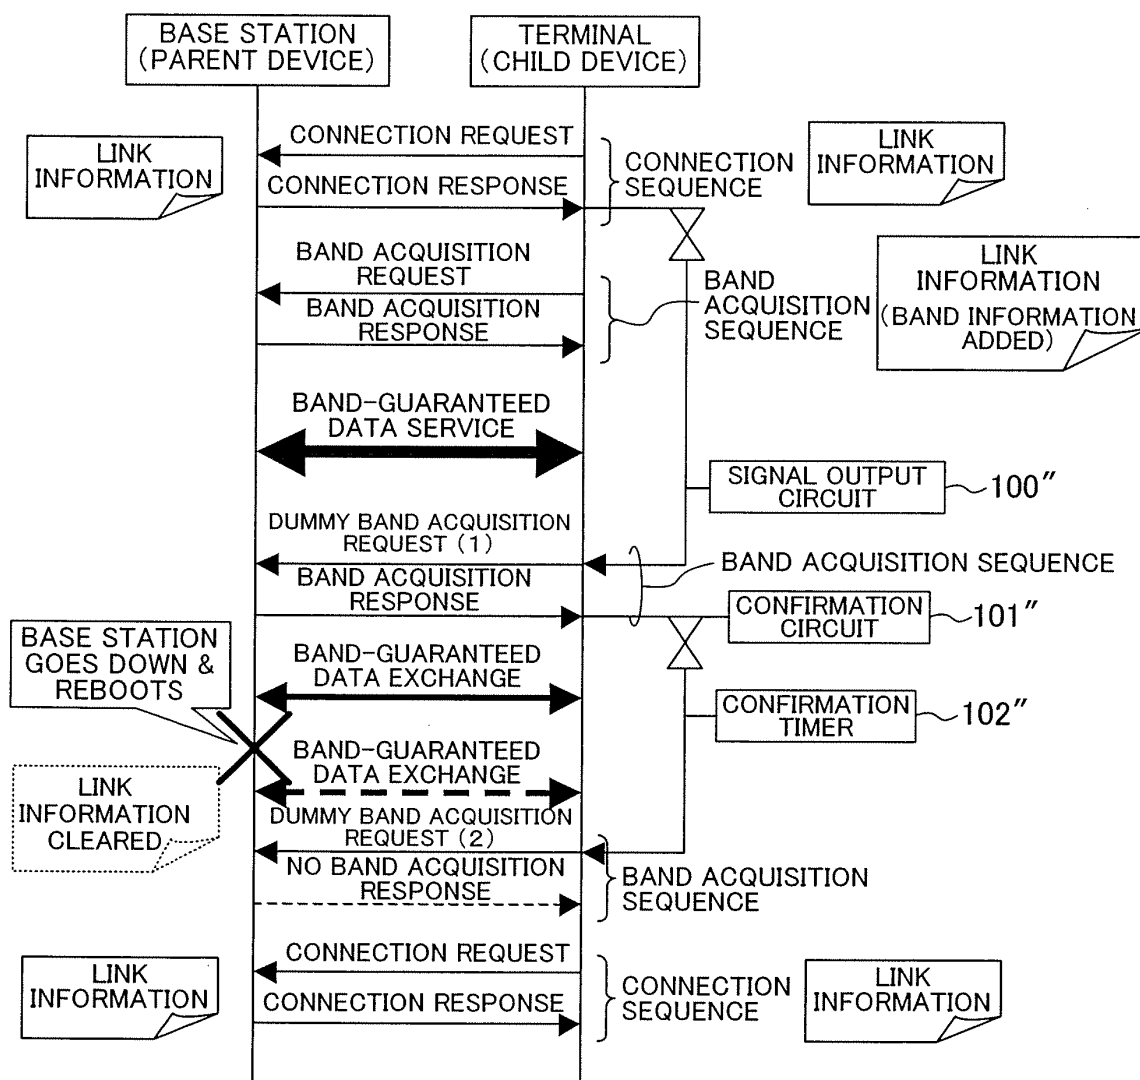 BASE STATION
(PARENT DEVICE)
TERMINAL
(CHILD DEVICE)
CONNECTION REQUEST
LINK
INFORMATION
CONNECTION RESPONSE
CONNECTION
SEQUENCE
LINK
INFORMATION
BAND ACQUISITION
REQUEST
BAND ACQUISITION
RESPONSE
BAND
ACQUISITION
SEQUENCE
LINK
INFORMATION
(BAND INFORMATION
ADDED)
BAND-GUARANTEED
DATA SERVICE
SIGNAL OUTPUT
CIRCUIT
100″
DUMMY BAND ACQUISITION
REQUEST (1)
BAND ACQUISITION
RESPONSE
BAND ACQUISITION SEQUENCE
CONFIRMATION
CIRCUIT
101″
BASE STATION
GOES DOWN &
REBOOTS
BAND-GUARANTEED
DATA EXCHANGE
CONFIRMATION
TIMER
102″
BAND-GUARANTEED
DATA EXCHANGE
LINK
INFORMATION
CLEARED
DUMMY BAND ACQUISITION
REQUEST (2)
NO BAND ACQUISITION
RESPONSE
BAND ACQUISITION
SEQUENCE
CONNECTION REQUEST
LINK
INFORMATION
CONNECTION RESPONSE
CONNECTION
SEQUENCE
LINK
INFORMATION